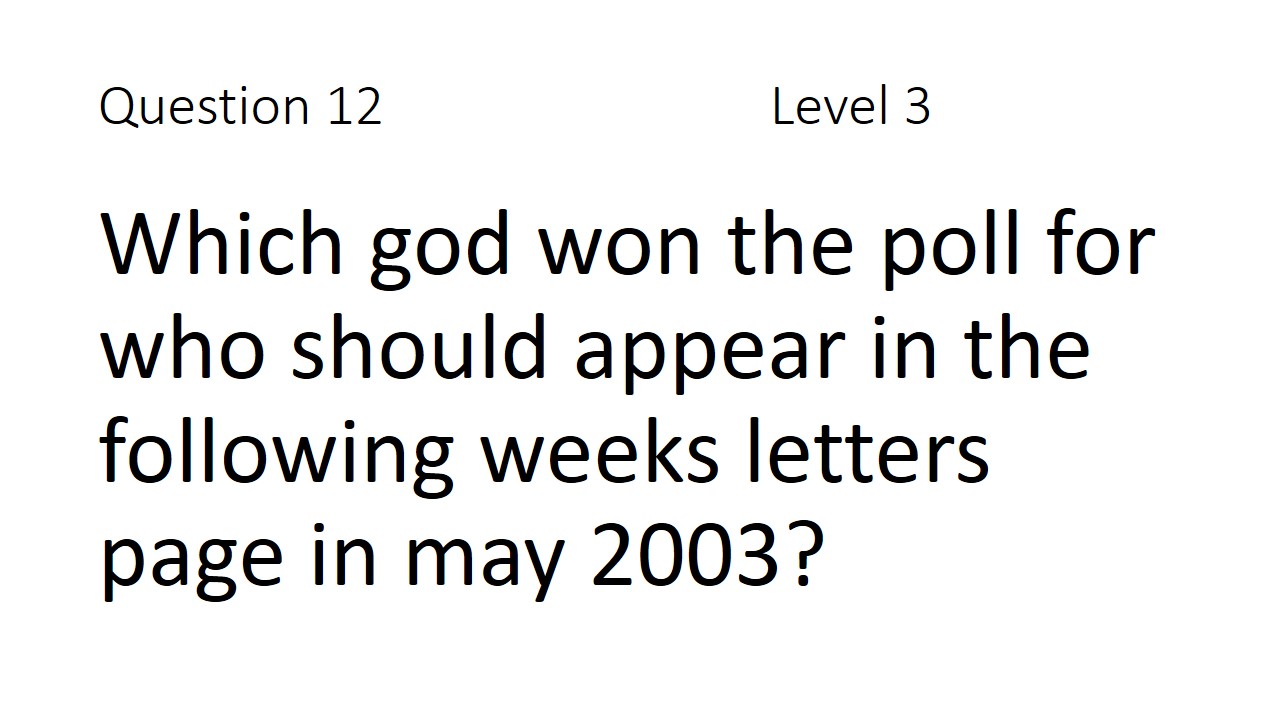 Question 12 Level 3
Which god won the poll for
who should appear in the
following weeks letters
page in may 2003?